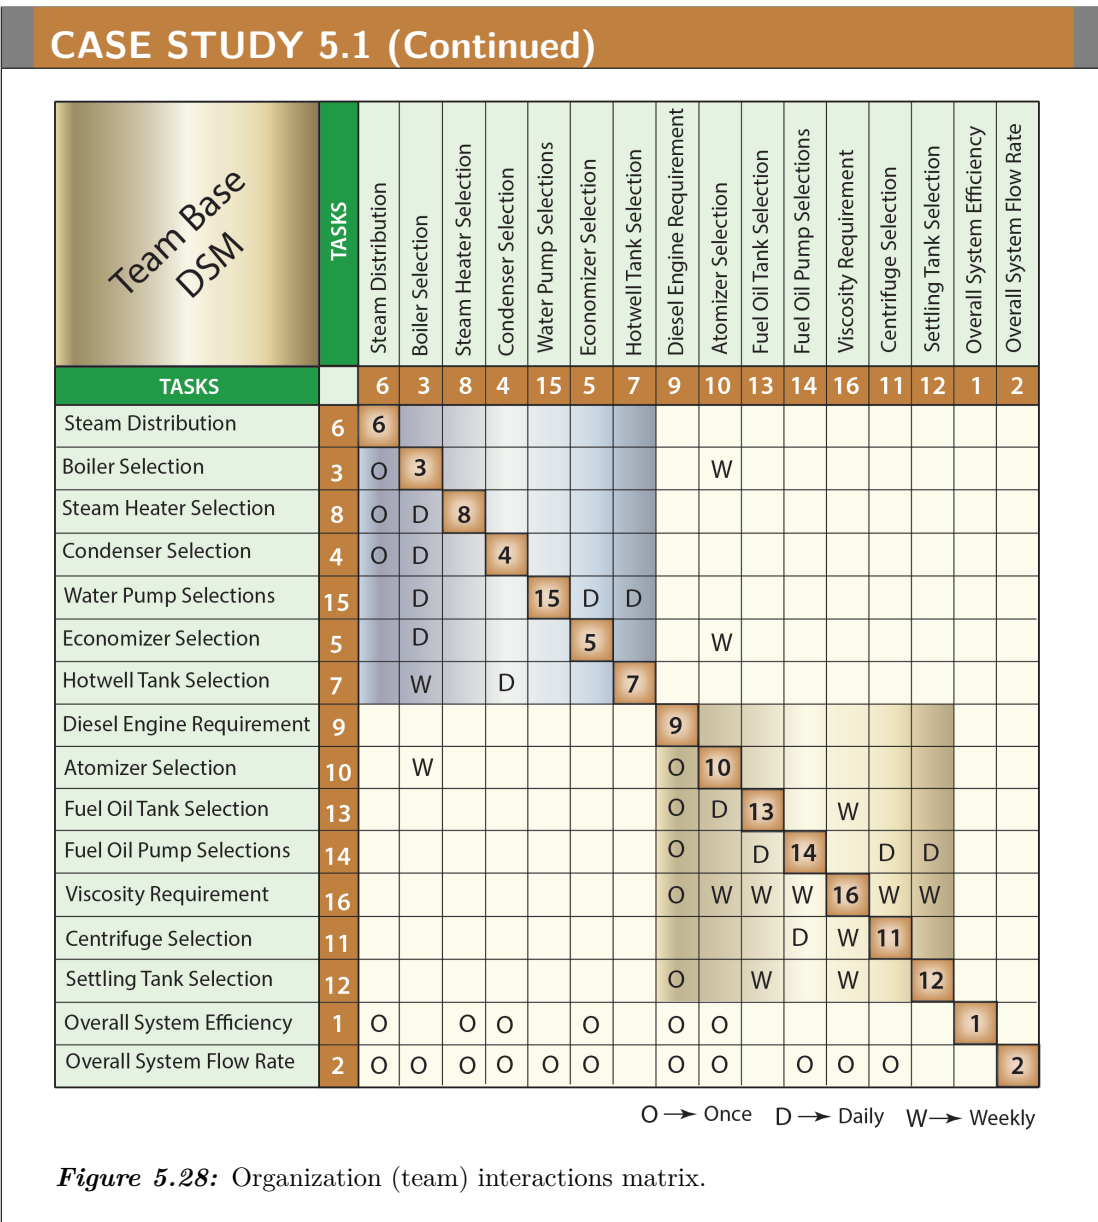 CASE STUDY 5.1 (Continued)
Team Base
DSM
TASKS
Steam Distribution
Boiler Selection
Steam Heater Selection
Condenser Selection
Water Pump Selections
Economizer Selection
Hotwell Tank Selection
Diesel Engine Requirement
Atomizer Selection
Fuel Oil Tank Selection
Fuel Oil Pump Selections
Viscosity Requirement
Centrifuge Selection
Settling Tank Selection
Overall System Efficiency
Overall System Flow Rate
TASKS 6 3 8 4 15 5 7 9 10 13 14 16 11 12 1 2
Steam Distribution 6 6
Boiler Selection 3 O 3 W
Steam Heater Selection 8 O D 8
Condenser Selection 4 O D 4
Water Pump Selections 15 D 15 D D
Economizer Selection 5 D 5 W
Hotwell Tank Selection 7 W D 7
Diesel Engine Requirement 9 9
Atomizer Selection 10 W O 10
Fuel Oil Tank Selection 13 O D 13 W
Fuel Oil Pump Selections 14 O D 14 D D
Viscosity Requirement 16 O W W W 16 W W
Centrifuge Selection 11 D W 11
Settling Tank Selection 12 O W W 12
Overall System Efficiency 1 O O O O O O 1
Overall System Flow Rate 2 O O O O O O O O O O O 2
O → Once D → Daily W → Weekly
Figure 5.28: Organization (team) interactions matrix.